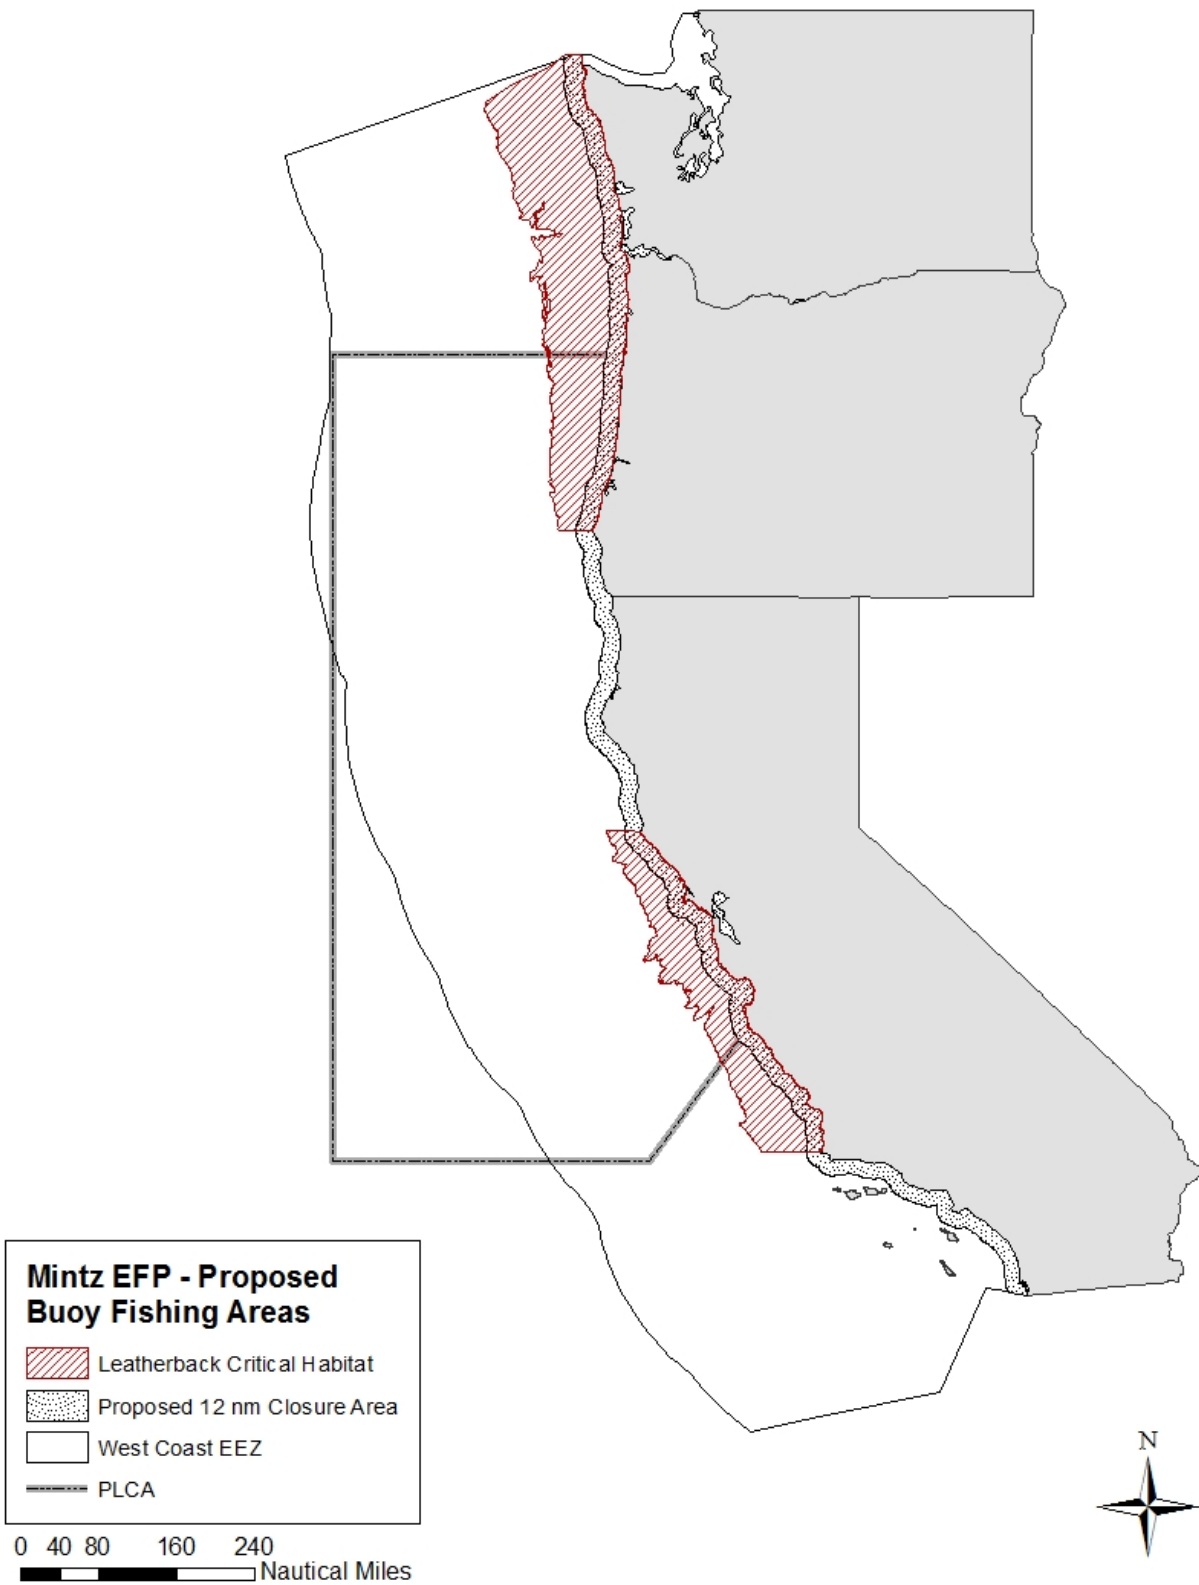 Mintz EFP - Proposed
Buoy Fishing Areas
Leatherback Critical Habitat
Proposed 12 nm Closure Area
West Coast EEZ
PLCA
0 40 80 160 240
Nautical Miles
N